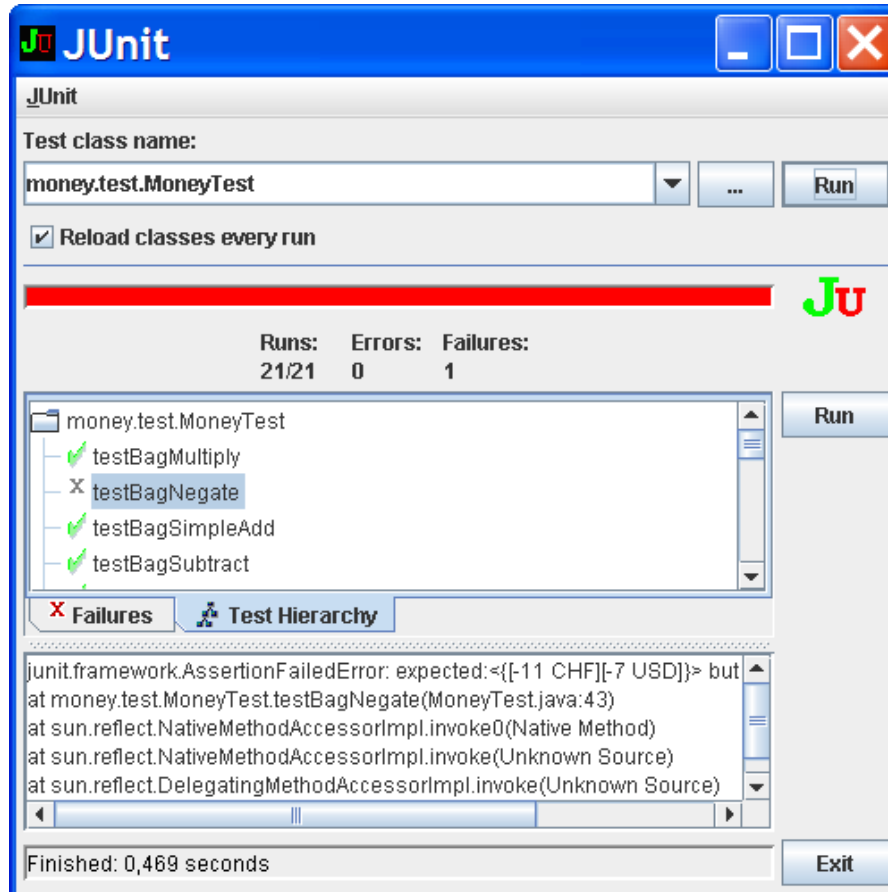 JU JUnit
JUnit
Test class name:
money.test.MoneyTest ... Run
Reload classes every run
JU
Runs: Errors: Failures:
21/21 0 1
money.test.MoneyTest Run
testBagMultiply
X testBagNegate
testBagSimpleAdd
testBagSubtract
X Failures Test Hierarchy
junit.framework.AssertionFailedError: expected:<{[-11 CHF][-7 USD]}> but
at money.test.MoneyTest.testBagNegate(MoneyTest.java:43)
at sun.reflect.NativeMethodAccessorImpl.invoke0(Native Method)
at sun.reflect.NativeMethodAccessorImpl.invoke(Unknown Source)
at sun.reflect.DelegatingMethodAccessorImpl.invoke(Unknown Source)
Finished: 0,469 seconds Exit